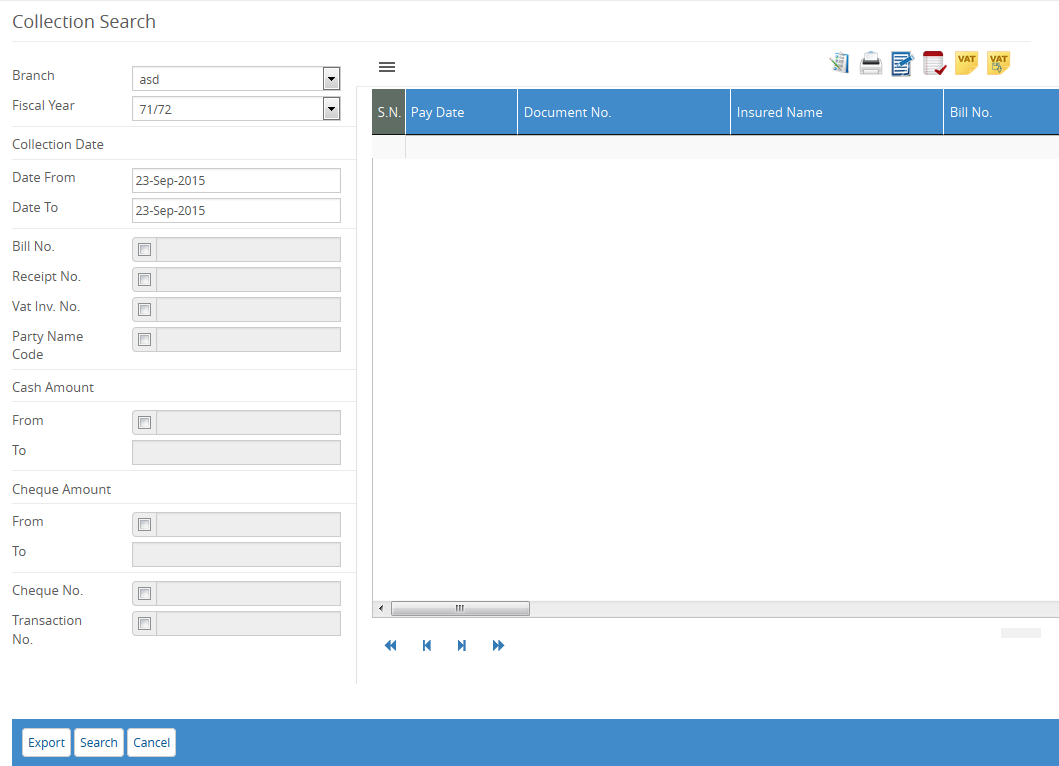 Collection Search
Branch
asd
Fiscal Year
71/72
Collection Date
Date From
23-Sep-2015
Date To
23-Sep-2015
Bill No.
Receipt No.
Vat Inv. No.
Party Name
Code
Cash Amount
From
To
Cheque Amount
From
To
Cheque No.
Transaction
No.
VAT VAT
S.N. Pay Date Document No. Insured Name Bill No.
Export Search Cancel